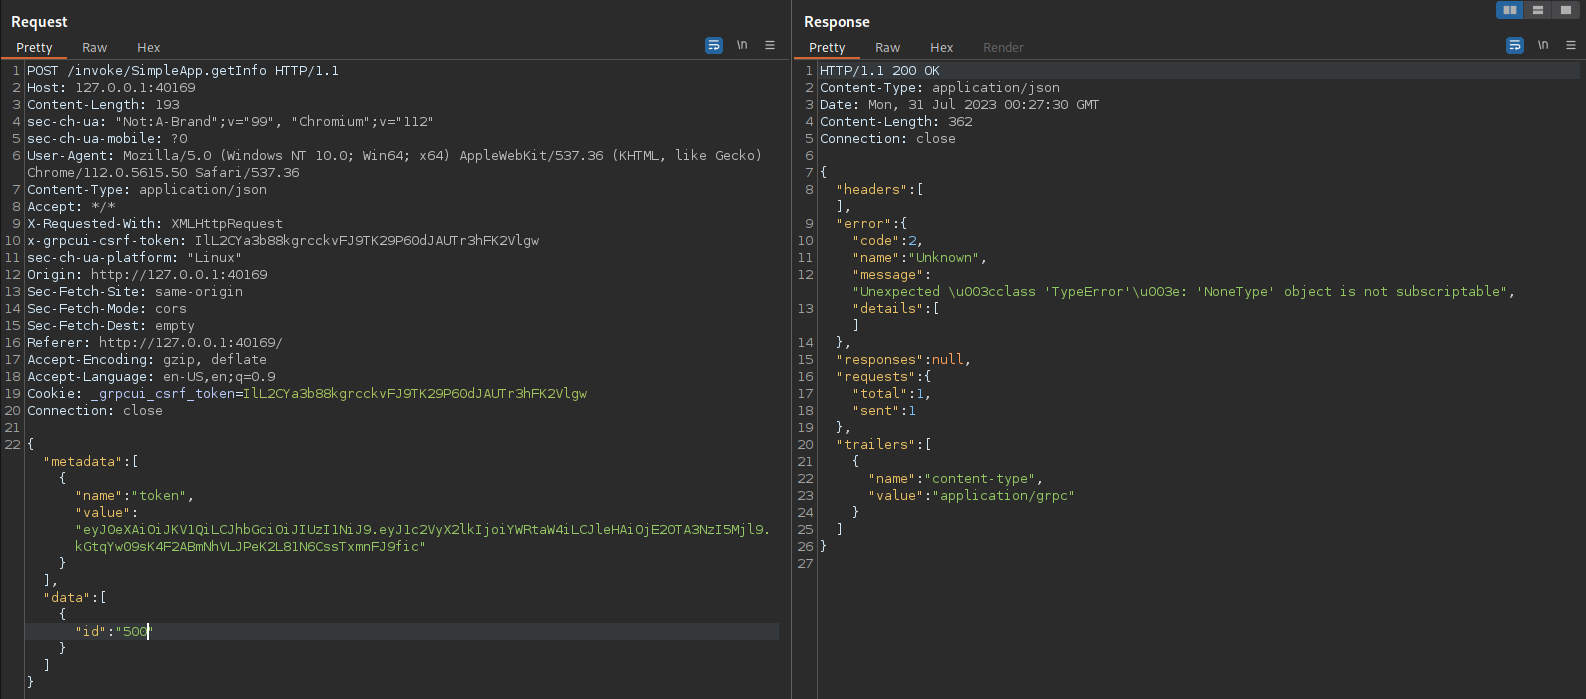 Request
Pretty Raw Hex
\n
1 POST /invoke/SimpleApp.getInfo HTTP/1.1
2 Host: 127.0.0.1:40169
3 Content-Length: 193
4 sec-ch-ua: "Not:A-Brand";v="99", "Chromium";v="112"
5 sec-ch-ua-mobile: ?0
6 User-Agent: Mozilla/5.0 (Windows NT 10.0; Win64; x64) AppleWebKit/537.36 (KHTML, like Gecko)
Chrome/112.0.5615.50 Safari/537.36
7 Content-Type: application/json
8 Accept: */*
9 X-Requested-With: XMLHttpRequest
10 x-grpcui-csrf-token: IlL2CYa3b88kgrcckvFJ9TK29P60dJAUTr3hFK2Vlgw
11 sec-ch-ua-platform: "Linux"
12 Origin: http://127.0.0.1:40169
13 Sec-Fetch-Site: same-origin
14 Sec-Fetch-Mode: cors
15 Sec-Fetch-Dest: empty
16 Referer: http://127.0.0.1:40169/
17 Accept-Encoding: gzip, deflate
18 Accept-Language: en-US,en;q=0.9
19 Cookie: _grpcui_csrf_token=IlL2CYa3b88kgrcckvFJ9TK29P60dJAUTr3hFK2Vlgw
20 Connection: close
21
22 {
"metadata":[
{
"name":"token",
"value":
"eyJ0eXAiOiJKV1QiLCJhbGciOiJIUzI1NiJ9.eyJ1c2VyX2lkIjoiYWRtaW4iLCJleHAiOjE2OTA3NzI5Mjl9.
kGtqYw09sK4F2ABmNhVLJPeK2L81N6CssTxmnFJ9fic"
}
],
"data":[
{
"id":"500"
}
]
}
Response
Pretty Raw Hex Render
\n
1 HTTP/1.1 200 OK
2 Content-Type: application/json
3 Date: Mon, 31 Jul 2023 00:27:30 GMT
4 Content-Length: 362
5 Connection: close
6
7 {
8 "headers":[
],
9 "error":{
10 "code":2,
11 "name":"Unknown",
12 "message":
"Unexpected \u003cclass 'TypeError'\u003e: 'NoneType' object is not subscriptable",
13 "details":[
]
14 },
15 "responses":null,
16 "requests":{
17 "total":1,
18 "sent":1
19 },
20 "trailers":[
21 {
22 "name":"content-type",
23 "value":"application/grpc"
24 }
25 ]
26 }
27